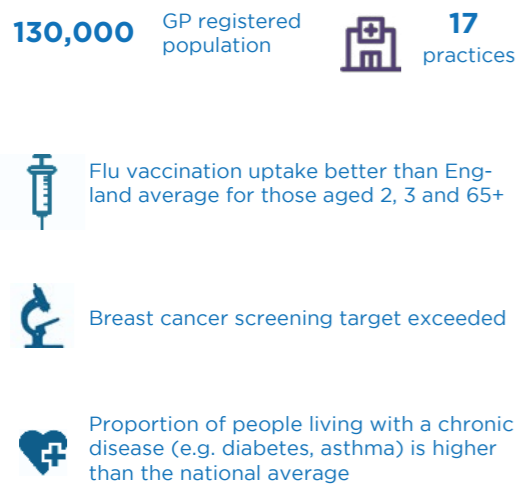 130,000
GP registered
population
17
practices
Flu vaccination uptake better than Eng-
land average for those aged 2, 3 and 65+
Breast cancer screening target exceeded
Proportion of people living with a chronic
disease (e.g. diabetes, asthma) is higher
than the national average